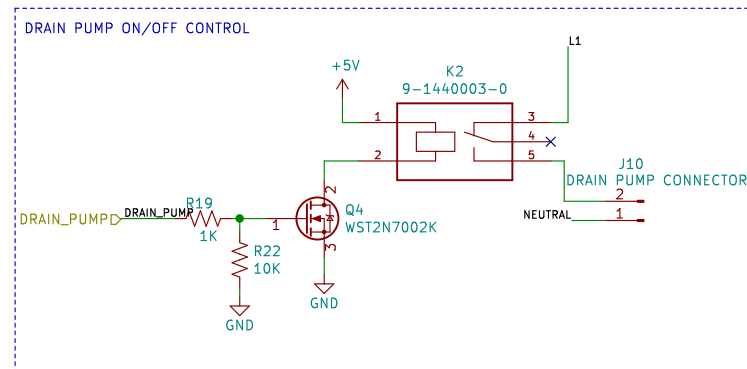 DRAIN PUMP ON/OFF CONTROL
L1
+5V
K2
9-1440003-0
1
3
4
2
5
J10
DRAIN PUMP CONNECTOR
2
NEUTRAL
1
R19
DRAIN_PUMP
DRAIN_PUMP
1K
1
2
Q4
WST2N7002K
3
R22
10K
GND
GND